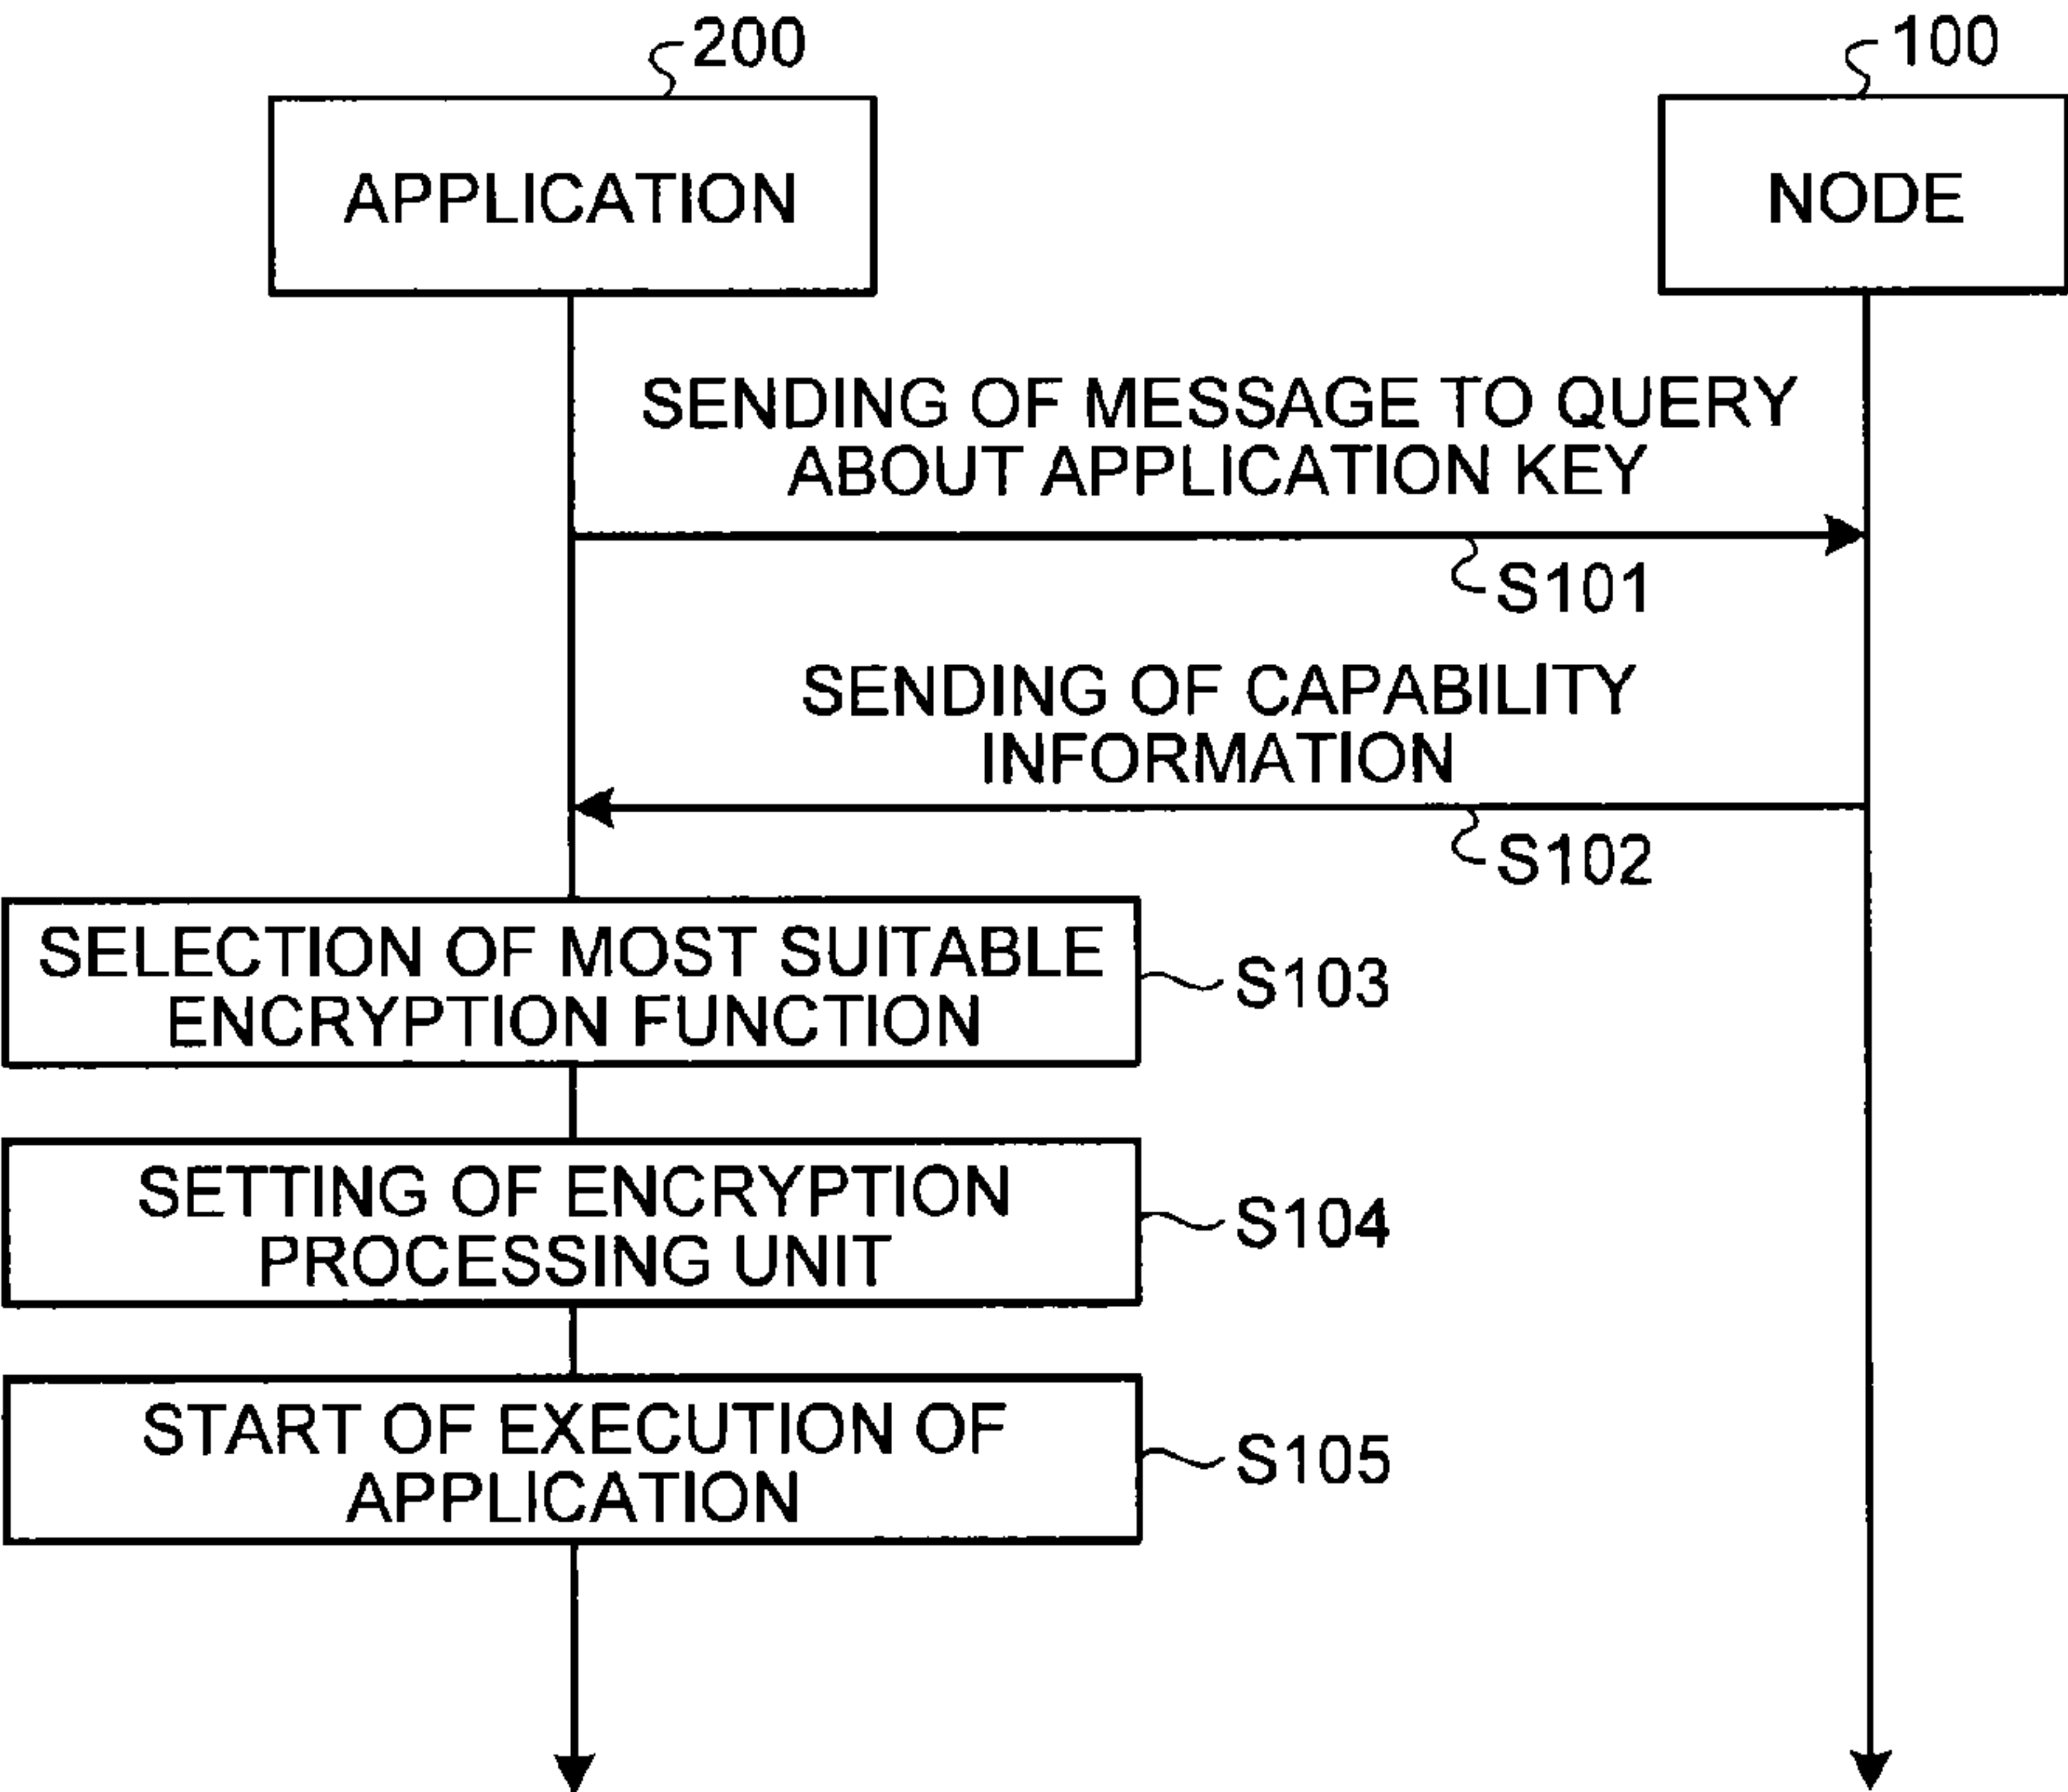 200
100
APPLICATION
NODE
SENDING OF MESSAGE TO QUERY
ABOUT APPLICATION KEY
S101
SENDING OF CAPABILITY
INFORMATION
S102
SELECTION OF MOST SUITABLE
ENCRYPTION FUNCTION
S103
SETTING OF ENCRYPTION
PROCESSING UNIT
S104
START OF EXECUTION OF
APPLICATION
S105